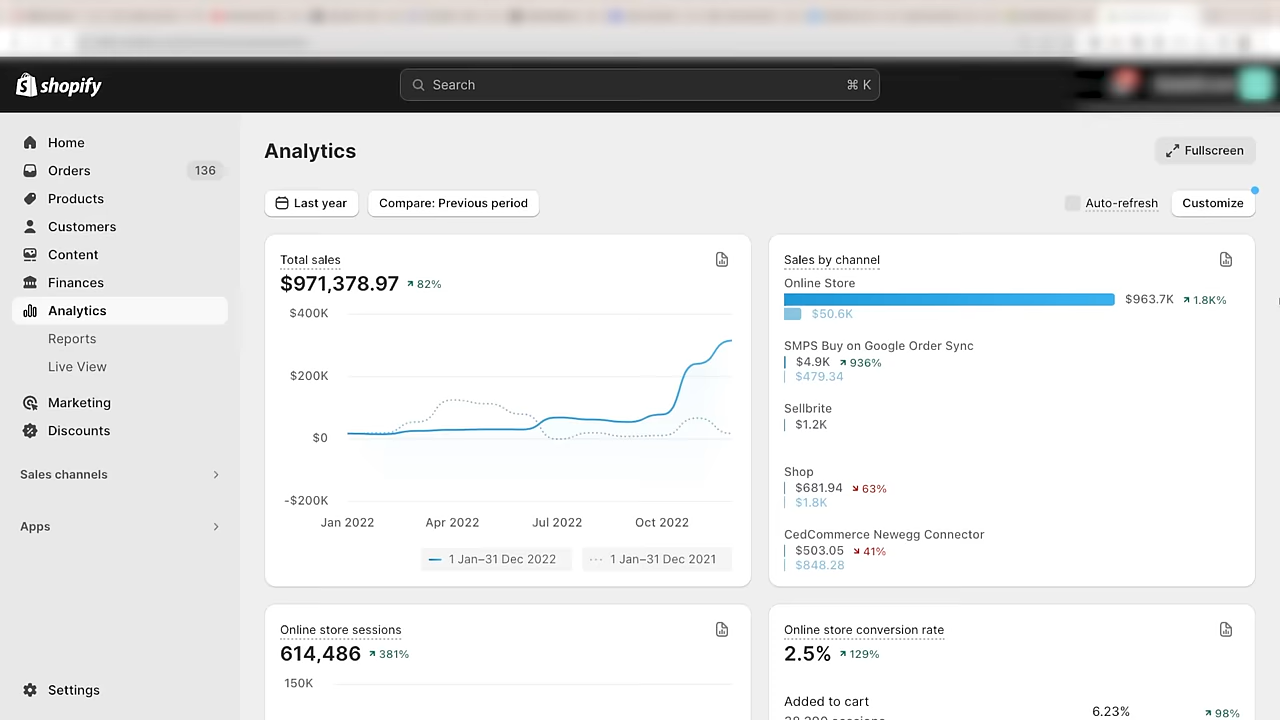 shopify
Search
⌘ K
Home
Orders
136
Products
Customers
Content
Finances
Analytics
Reports
Live View
Marketing
Discounts
Sales channels
Apps
Settings
Analytics
Fullscreen
Last year
Compare: Previous period
Auto-refresh
Customize
Total sales
$971,378.97 82%
$400K
$200K
$0
-$200K
Jan 2022 Apr 2022 Jul 2022 Oct 2022
1 Jan–31 Dec 2022 1 Jan–31 Dec 2021
Sales by channel
Online Store
$963.7K 1.8K%
$50.6K
SMPS Buy on Google Order Sync
$4.9K 936%
$479.34
Sellbrite
$1.2K
Shop
$681.94 63%
$1.8K
CedCommerce Newegg Connector
$503.05 41%
$848.28
Online store sessions
614,486 381%
150K
Online store conversion rate
2.5% 129%
Added to cart
6.23% 98%
sessions